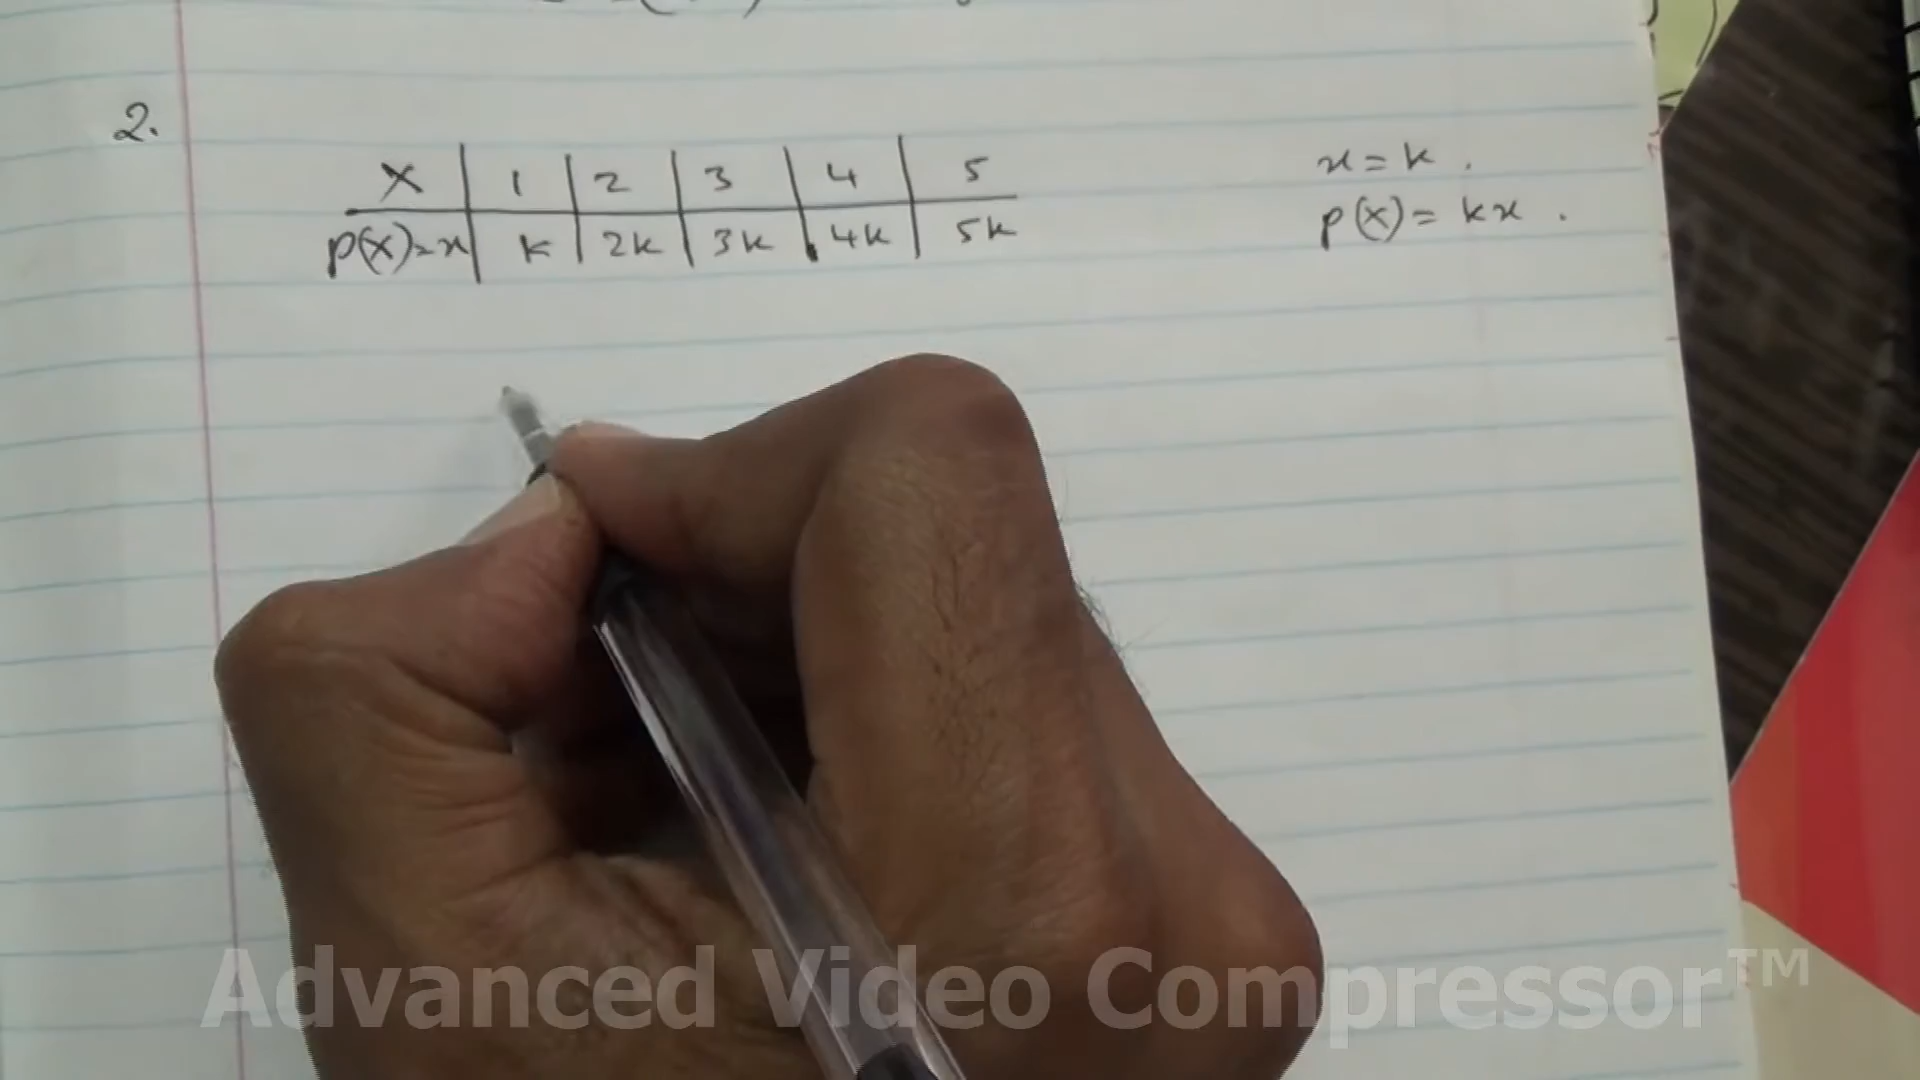 2.
X | 1 | 2 | 3 | 4 | 5
P(X)=x | k | 2k | 3k | 4k | 5k
x = k .
P(X) = kx .
Advanced Video Compressor™